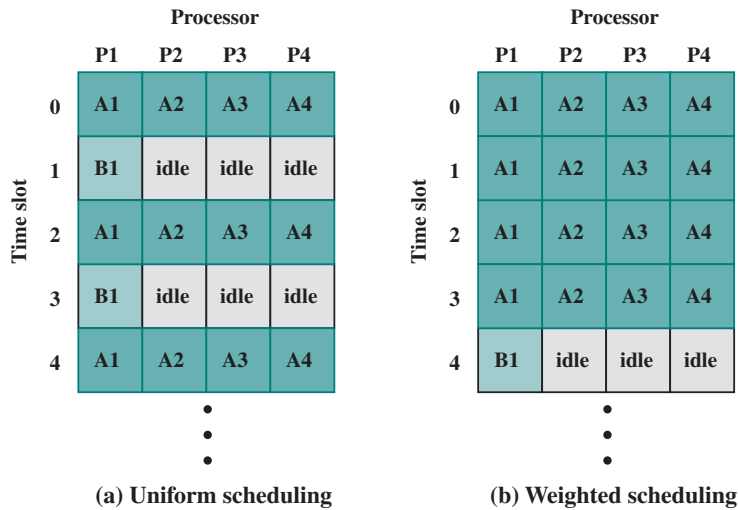 Processor
P1 P2 P3 P4
Time slot
0 A1 A2 A3 A4
1 B1 idle idle idle
2 A1 A2 A3 A4
3 B1 idle idle idle
4 A1 A2 A3 A4
(a) Uniform scheduling
Processor
P1 P2 P3 P4
Time slot
0 A1 A2 A3 A4
1 A1 A2 A3 A4
2 A1 A2 A3 A4
3 A1 A2 A3 A4
4 B1 idle idle idle
(b) Weighted scheduling